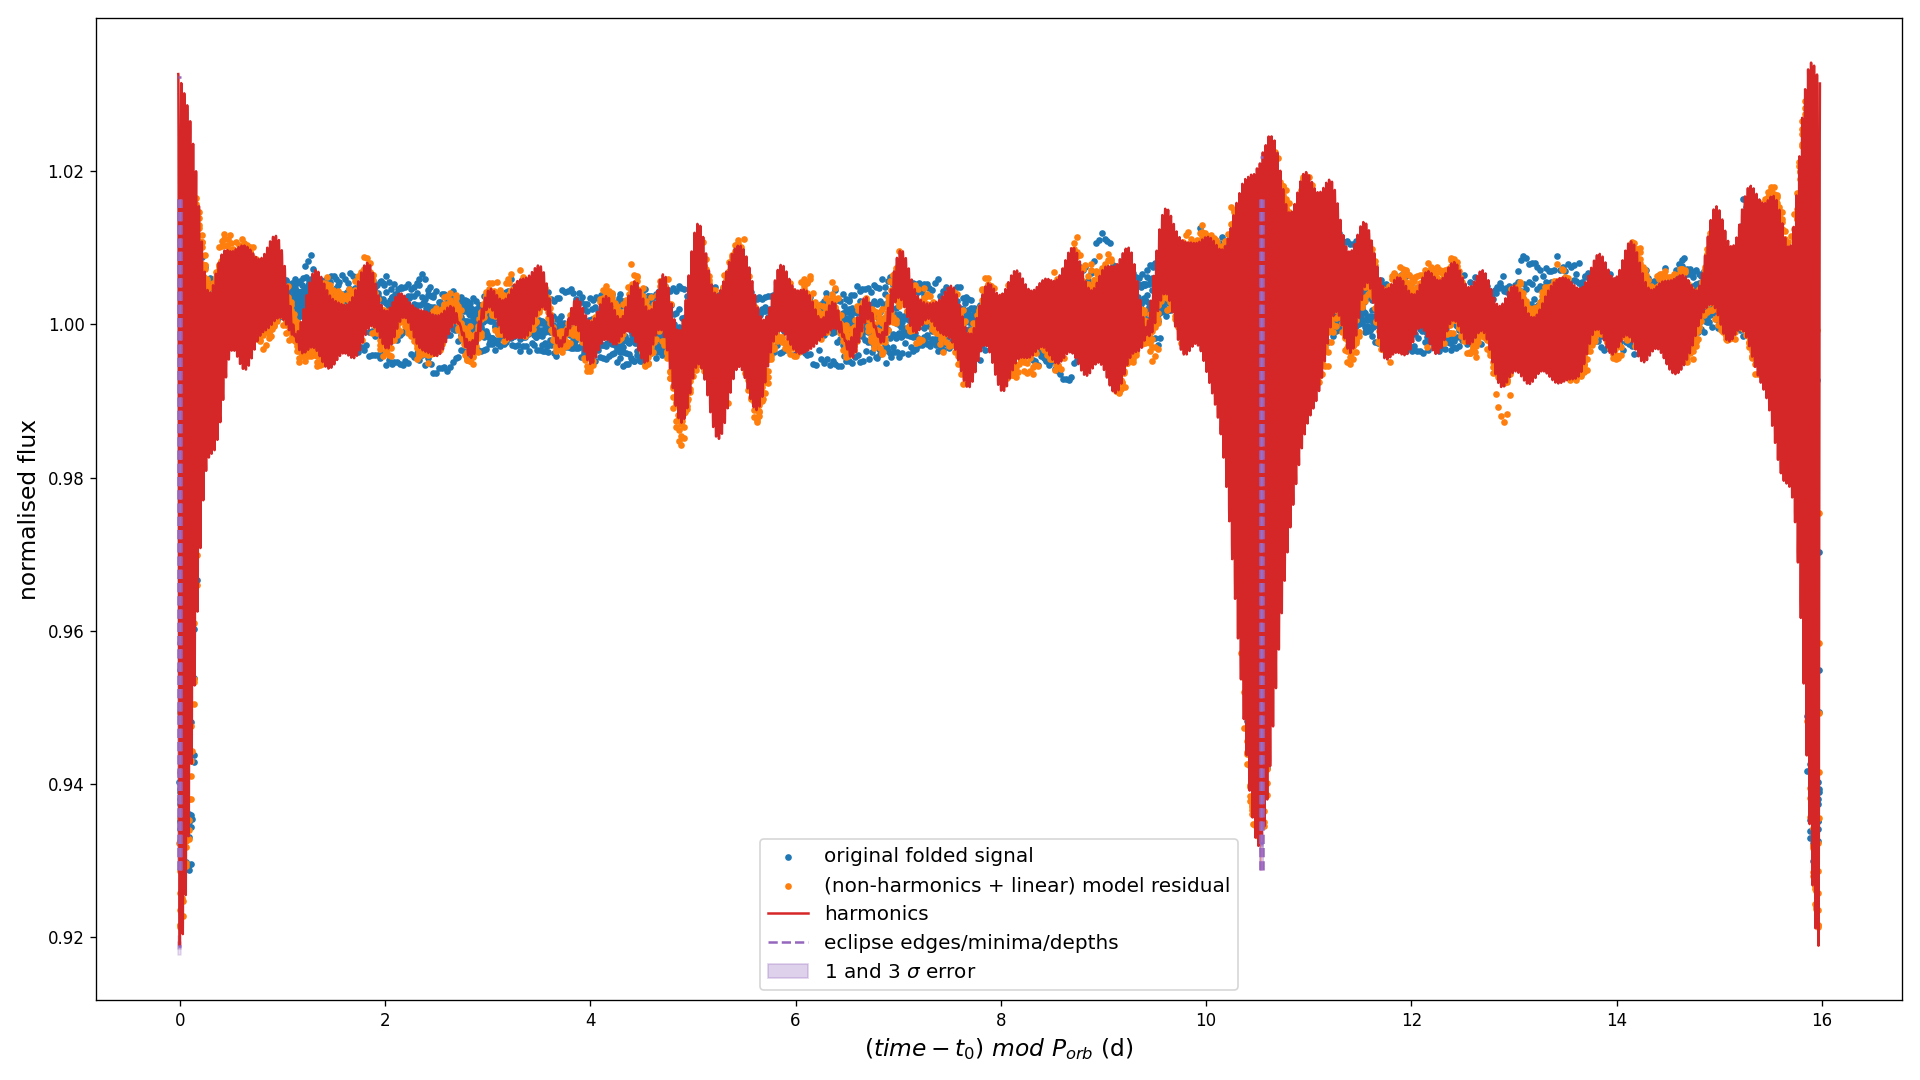 normalised flux
1.02
1.00
0.98
0.96
0.94
0.92
original folded signal
(non-harmonics + linear) model residual
harmonics
eclipse edges/minima/depths
1 and 3 σ error
0 2 4 6 8 10 12 14 16
(time − t₀) mod P_orb (d)